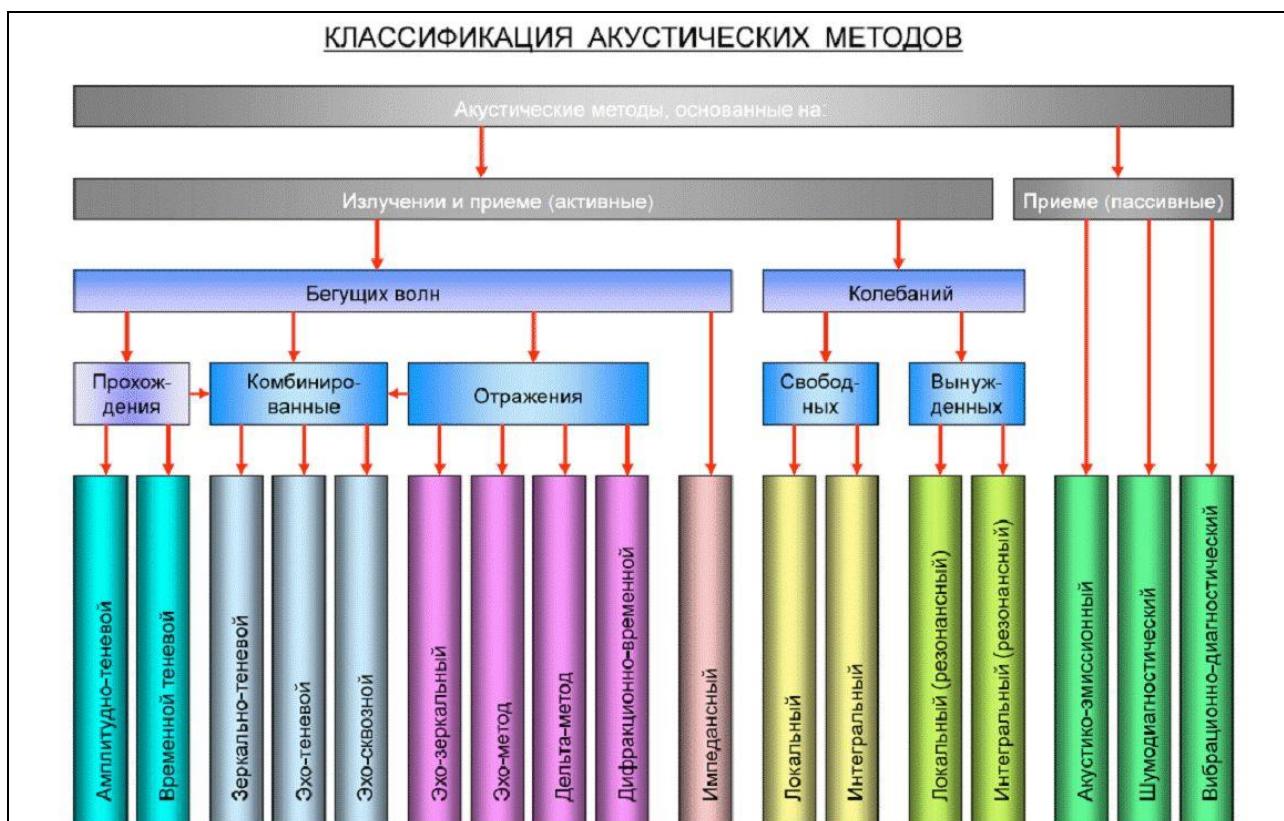 КЛАССИФИКАЦИЯ АКУСТИЧЕСКИХ МЕТОДОВ
Акустические методы, основанные на:
Излучении и приеме (активные)
Приеме (пассивные)
Бегущих волн
Колебаний
Прохож-
дения
Комбиниро-
ванные
Отражения
Свобод-
ных
Вынуж-
денных
Амплитудно-теневой
Временной теневой
Зеркально-теневой
Эхо-теневой
Эхо-сквозной
Эхо-зеркальный
Эхо-метод
Дельта-метод
Дифракционно-временной
Импедансный
Локальный
Интегральный
Локальный (резонансный)
Интегральный (резонансный)
Акустико-эмиссионный
Шумодиагностический
Вибрационно-диагностический